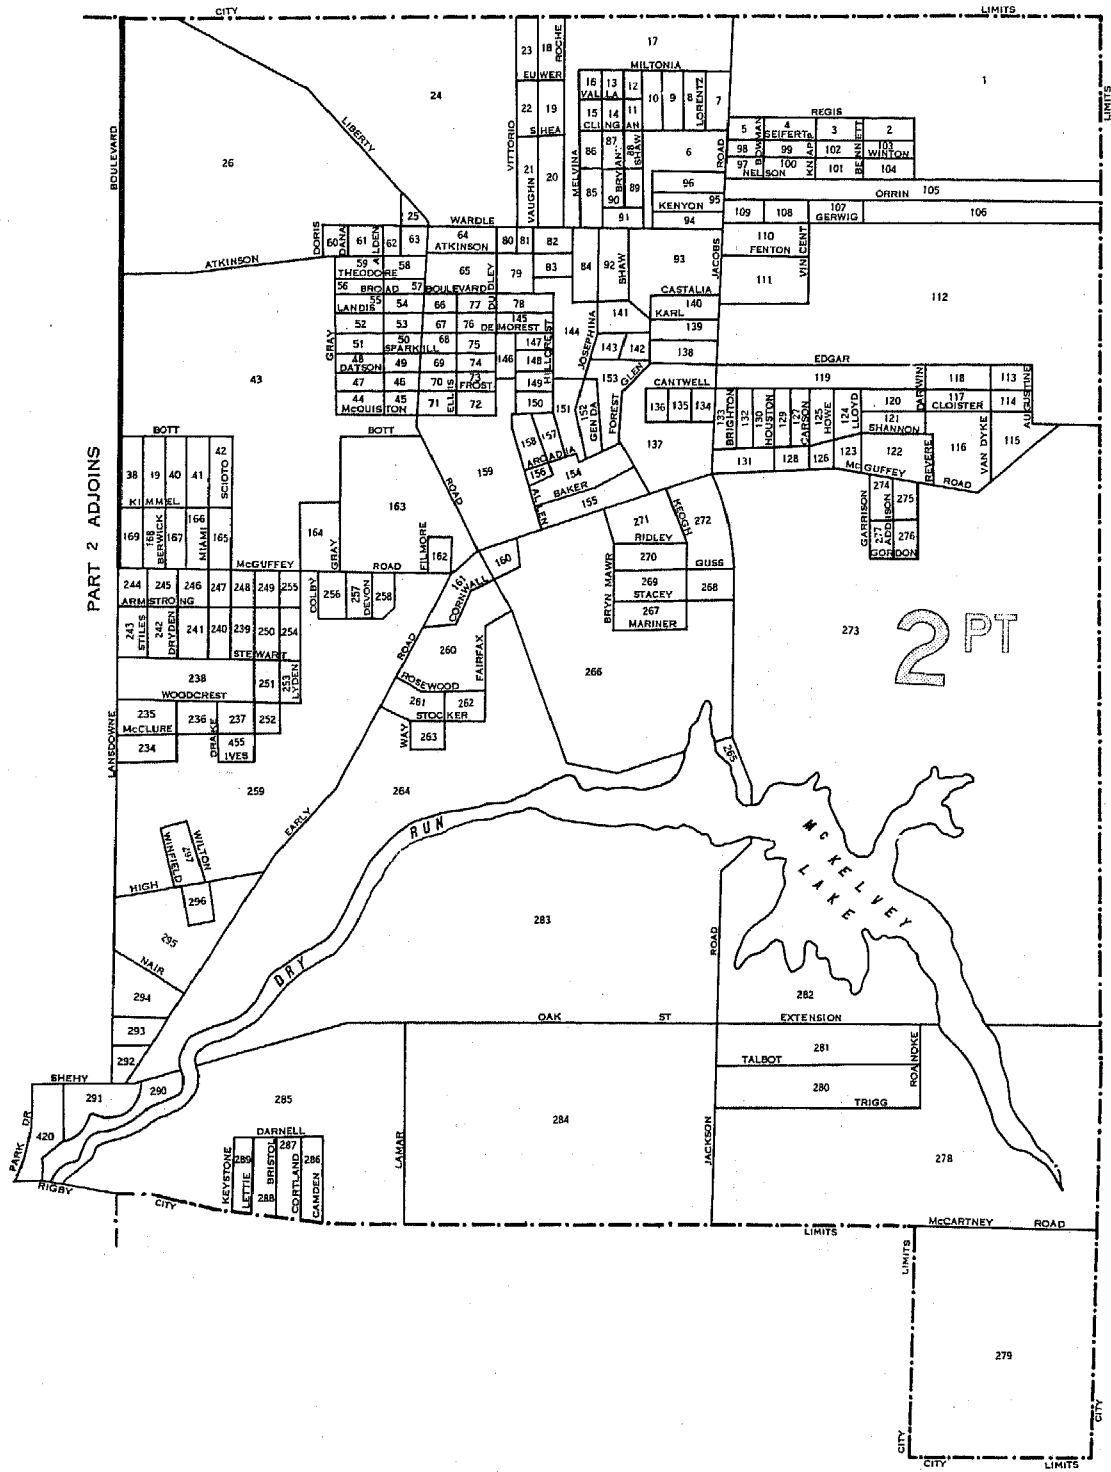 CITY LIMITS
23 18 ROCHE 17
EUWER MILTONIA
24 16 13 12 10 9 8 LORENTZ 7 1
VAL LA
LIMITS
LIBERTY
22 19 15 14 11 REGIS
SHEA CLINGAN
BOULEVARD 26
5 BOWMAN 4 3 BENNETT 2
SEIFERT
VITTORIO 86 87 88 SHAW 6 ROAD 98 99 KNAPP 102 103
WINTON
21 20 MELVINA BRYANT 97 100 101 104
NELSON
VAUGHN 85 90 89 96 ORRIN 105
KENYON 95
91 94 109 108 107 106
GERWIG
25 WARDLE
DORIS 60 DANA 61 ALDEN 62 63 64 80 81 82 110
ATKINSON FENTON VINCENT
ATKINSON 59 58 65 DUDLEY 79 83 84 92 SHAW 93 JACOBS 111 112
THEODORE
56 BROAD 57 BOULEVARD CASTALIA
55 54 66 77 78 140
LANDIS KARL
GRAY 52 53 67 76 145 HILLCREST 144 JOSEPHINA 141 139
DEMOREST
51 50 68 75 147 143 142 138
SPARKHILL
43 48 49 69 74 146 148 153 GLEN EDGAR
DATSON
47 46 70 73 149 CANTWELL 119 DARWIN 118 113 AUGUSTINE
FROST
44 45 71 ELLIS 72 150 151 152 GENDA FOREST 136 135 134 133 BRIGHTON 132 130 HOUSTON 129 127 CARSON 125 HOWE 124 LLOYD 120 117 114
McQUISTON CLOISTER
121
SHANNON
BOTT BOTT
158 157 137 REVERE 116 VAN DYKE 115
ARCADIA
38 19 40 41 42 SCIOTO 159 156 154 131 128 126 123 122
McGUFFEY ROAD
KIMMEL ALLEN BAKER
155
PART 2 ADJOINS
163 ROAD 274 275
169 168 BERWICK 167 166 MIAMI 165 164 GRAY FILMORE 162 271 KEOGH 272 GARRISON ADDISON
RIDLEY 277 276
GORDON
McGUFFEY ROAD 160 270 GUSS
161 CORNWALL
244 245 246 247 248 249 255 COLBY 256 257 DEVON 258 BRYN MAWR 269 268
ARMSTRONG STACEY
267
MARINER
243 STILES 242 DRYDEN 241 240 239 250 254 273
STEWART
2 PT
ROAD 260 FAIRFAX
238 251 253 LYDEN ROSEWOOD 266
WOODCREST
261 262
STOCKER
235 236 DRAKE 237 252 WAY 263
McCLURE
234 455
IVES
LANSDOWNE 265
259 264
EARLY
DRY RUN
McKELVEY
LAKE
WINFIELD 297 WILTON
HIGH
296 283
295 ROAD
NAIR
294 282
293 OAK ST EXTENSION
292 281
TALBOT ROANOKE
SHEHY 290
291 285 280
TRIGG
284
PARK DR 420 DARNELL
LAMAR JACKSON
KEYSTONE 289 LETTIE BRISTOL 288 287 CORTLAND 286 CAMDEN 278
RIGBY CITY
McCARTNEY ROAD
LIMITS
LIMITS
279
CITY CITY
CITY LIMITS